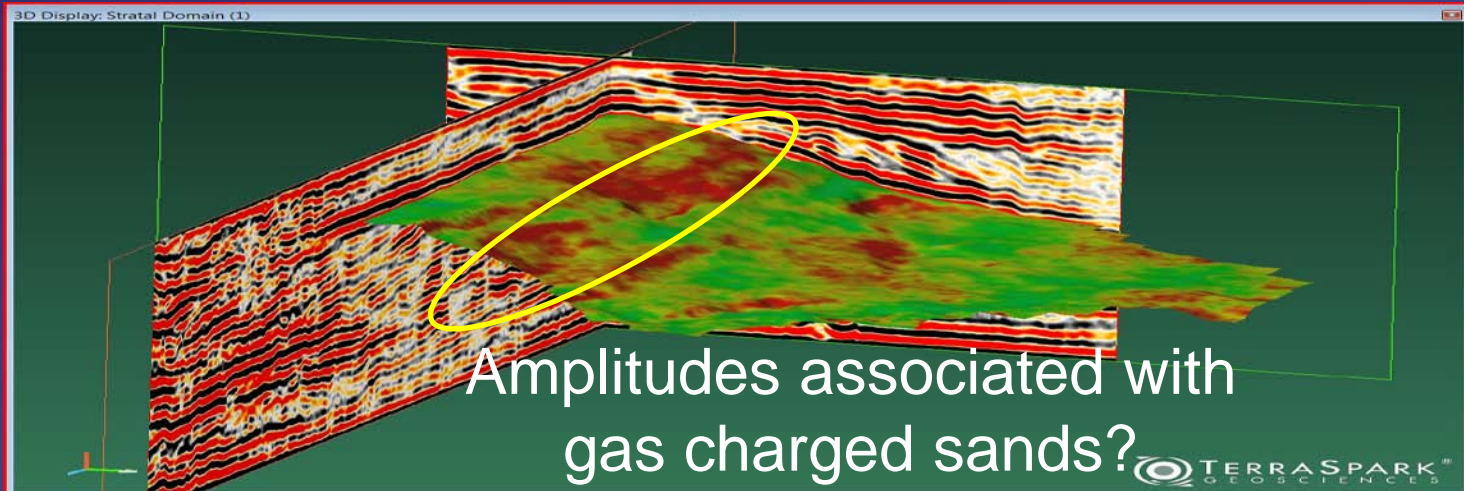 3D Display: Stratal Domain (1)
Amplitudes associated with
gas charged sands?
TERRASPARK®
GEOSCIENCES